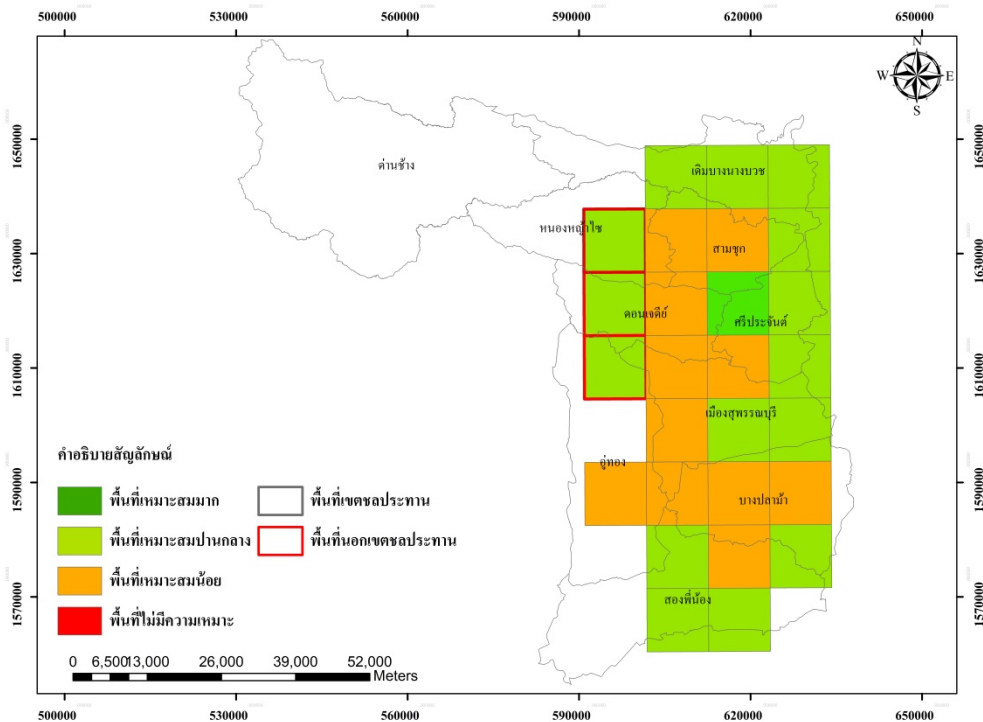 500000 530000 560000 590000 620000 650000
N
W E
S
1650000 1650000
เดิมบางนางบวช
ด่านช้าง
หนองหญ้าไซ
สามชุก
1630000 1630000
ดอนเจดีย์
ศรีประจันต์
1610000 1610000
เมืองสุพรรณบุรี
คำอธิบายสัญลักษณ์
อู่ทอง
1590000 1590000
พื้นที่เหมาะสมมาก พื้นที่เขตชลประทาน
บางปลาม้า
พื้นที่เหมาะสมปานกลาง พื้นที่นอกเขตชลประทาน
พื้นที่เหมาะสมน้อย
1570000 1570000
สองพี่น้อง
พื้นที่ไม่มีความเหมาะ
0 6,500 13,000 26,000 39,000 52,000
Meters
500000 530000 560000 590000 620000 650000